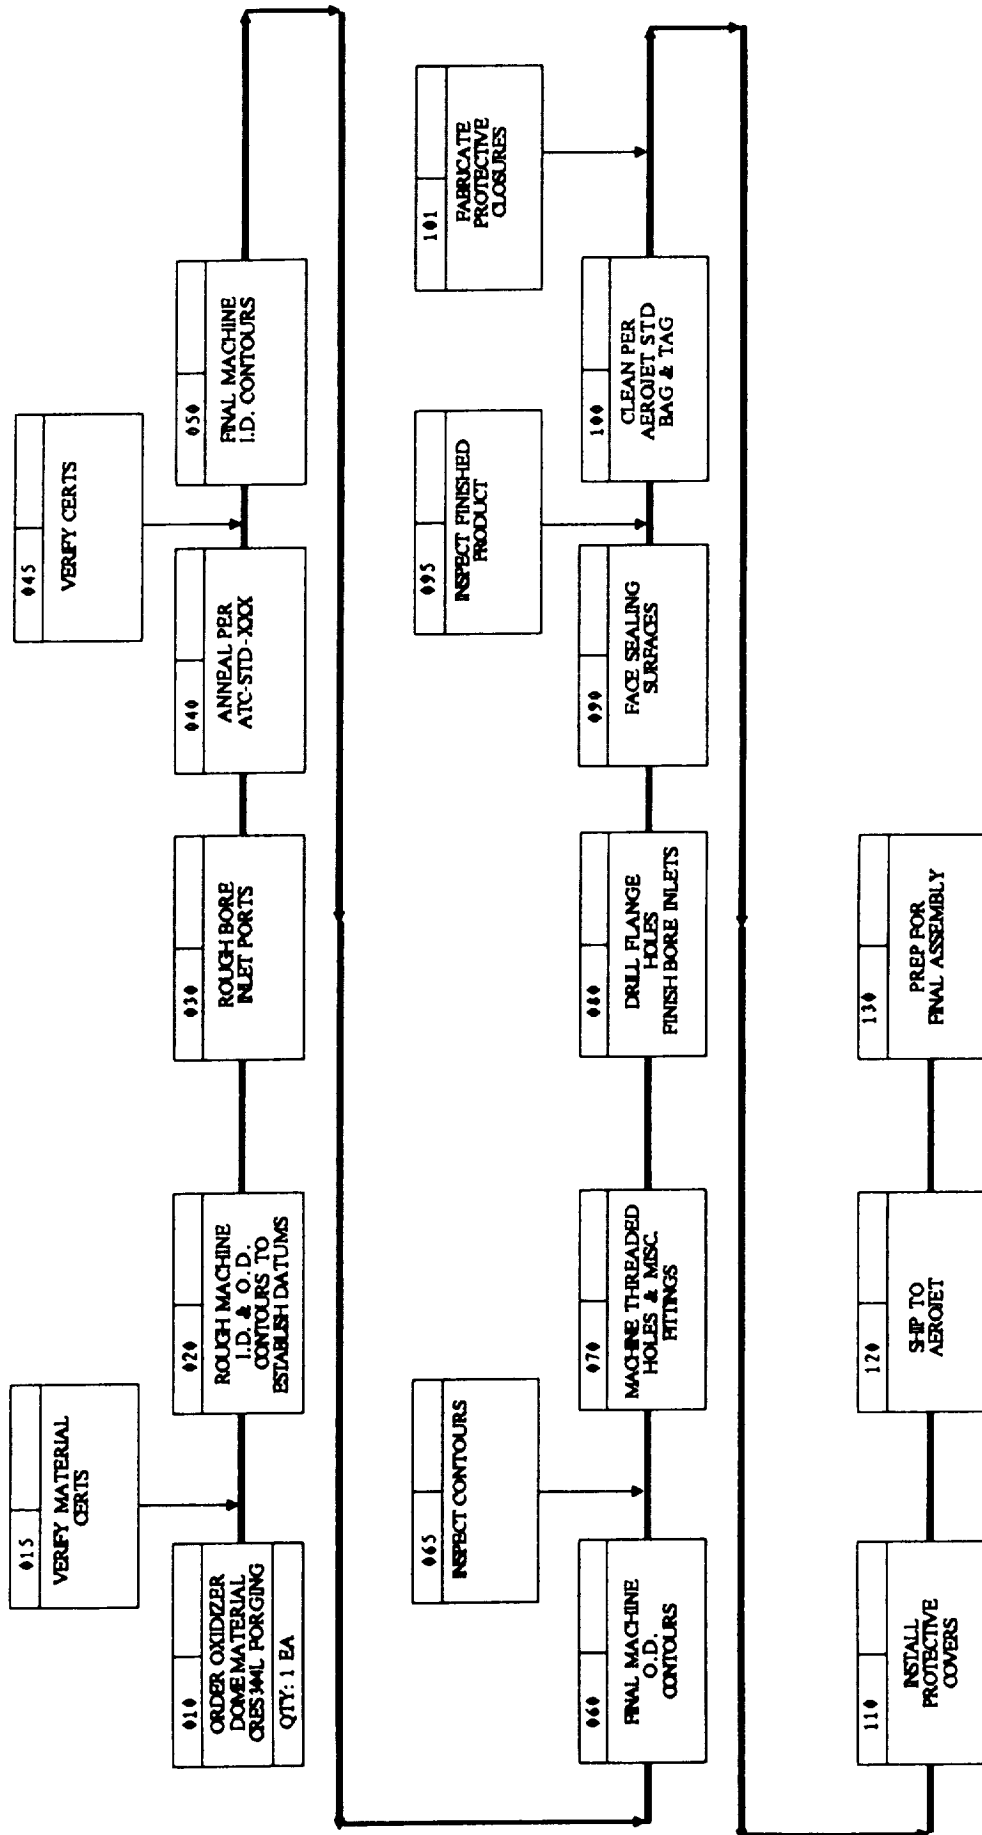 015
VERIFY MATERIAL
CERTS
045
VERIFY CERTS
010
ORDER OXIDIZER
DOME MATERIAL
CRES 304L FORGING
QTY: 1 EA
020
ROUGH MACHINE
I.D. & O.D.
CONTOURS TO
ESTABLISH DATUMS
030
ROUGH BORE
INLET PORTS
040
ANNEAL PER
ATC-STD-XXX
050
FINAL MACHINE
I.D. CONTOURS
065
INSPECT CONTOURS
095
INSPECT FINISHED
PRODUCT
101
FABRICATE
PROTECTIVE
CLOSURES
060
FINAL MACHINE
O.D.
CONTOURS
070
MACHINE THREADED
HOLES & MISC.
FITTINGS
080
DRILL FLANGE
HOLES
FINISH BORE INLETS
090
FACE SEALING
SURFACES
100
CLEAN PER
AEROJET STD
BAG & TAG
110
INSTALL
PROTECTIVE
COVERS
120
SHIP TO
AEROJET
130
PREP FOR
FINAL ASSEMBLY